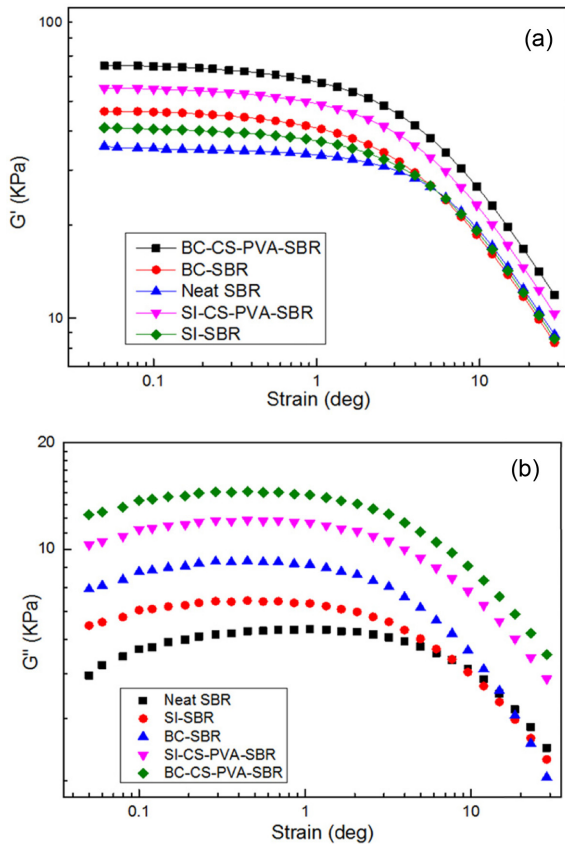 (a)
100
10
G' (KPa)
BC-CS-PVA-SBR
BC-SBR
Neat SBR
SI-CS-PVA-SBR
SI-SBR
0.1 1 10
Strain (deg)
(b)
20
10
G'' (KPa)
Neat SBR
SI-SBR
BC-SBR
SI-CS-PVA-SBR
BC-CS-PVA-SBR
0.1 1 10
Strain (deg)